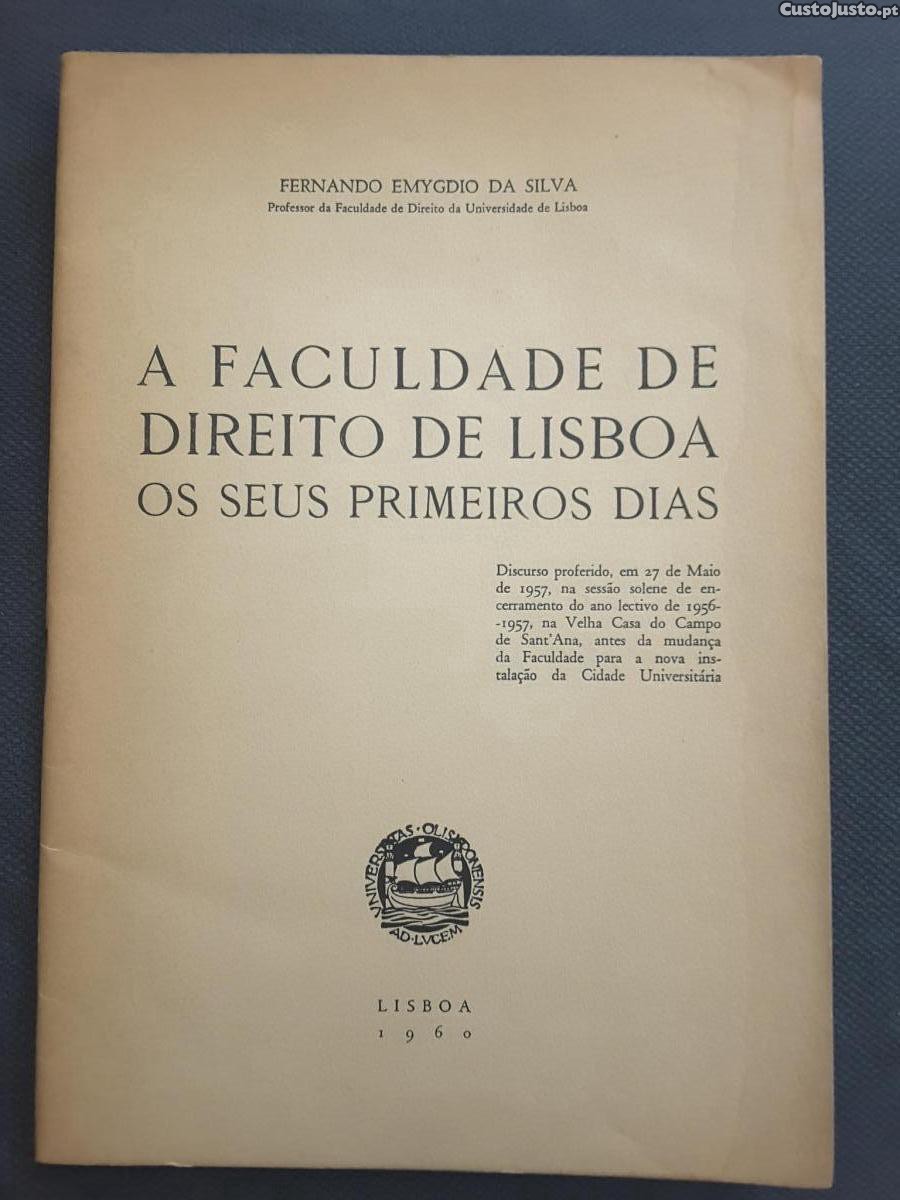 CustoJusto.pt
FERNANDO EMYGDIO DA SILVA
Professor da Faculdade de Direito da Universidade de Lisboa
A FACULDADE DE
DIREITO DE LISBOA
OS SEUS PRIMEIROS DIAS
Discurso proferido, em 27 de Maio
de 1957, na sessão solene de en-
cerramento do ano lectivo de 1956-
-1957, na Velha Casa do Campo
de Sant'Ana, antes da mudança
da Faculdade para a nova ins-
talação da Cidade Universitária
VNIVERSITAS·OLISIPONENSIS
AD·LVCEM
LISBOA
1960